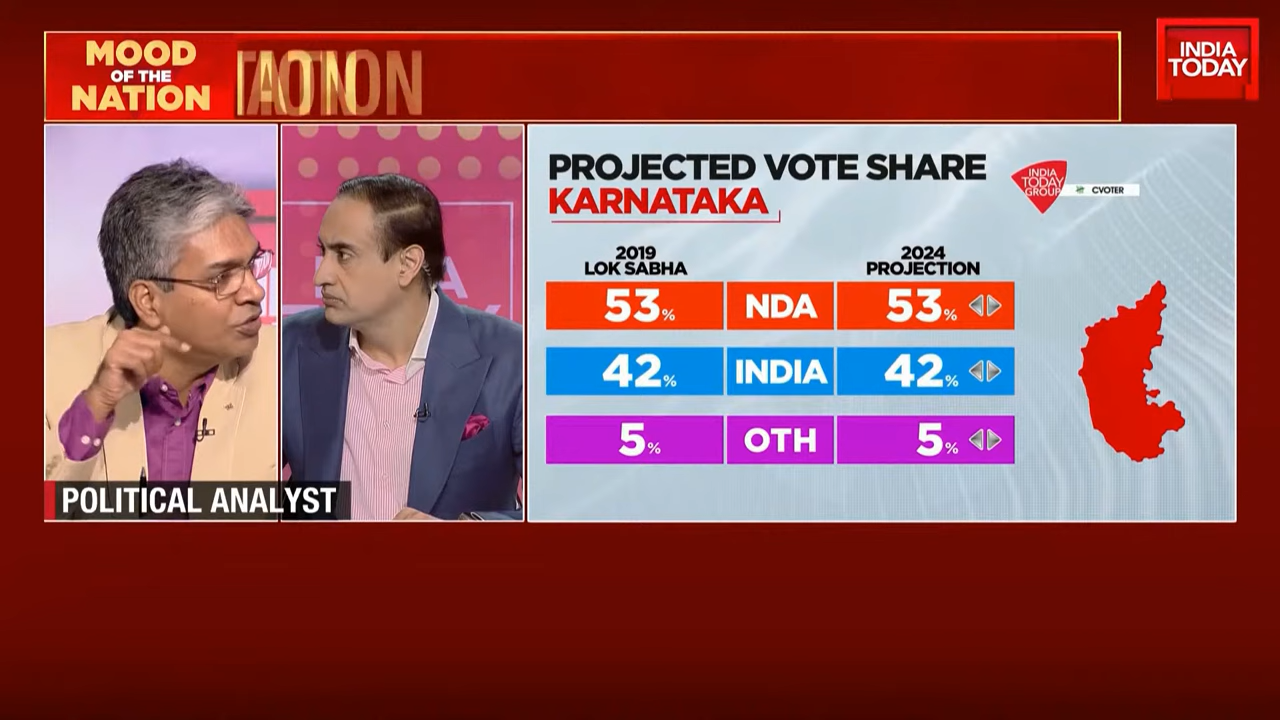 MOOD
OF THE
NATION
INDIA
TODAY
PROJECTED VOTE SHARE
KARNATAKA
INDIA
TODAY
GROUP
CVOTER
2019
LOK SABHA
2024
PROJECTION
53% NDA 53%
42% INDIA 42%
5% OTH 5%
POLITICAL ANALYST